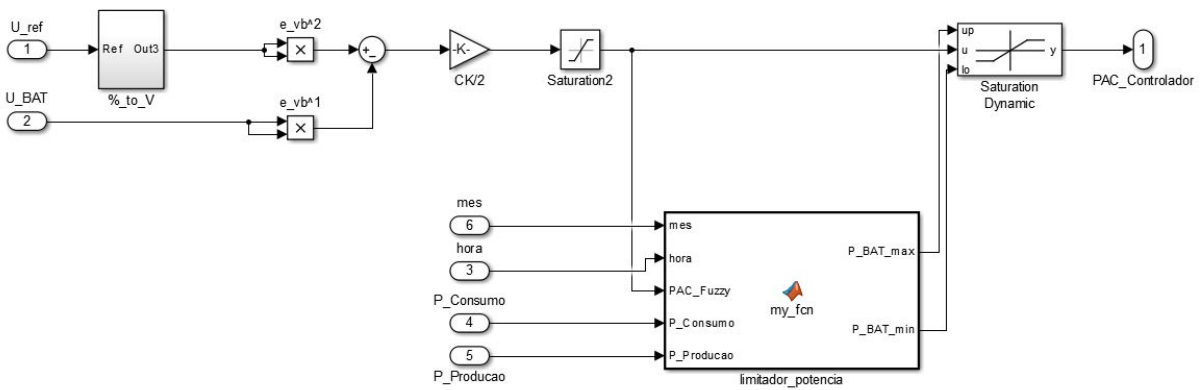 U_ref
1
Ref Out3
%_to_V
e_vb^2
×
+
-
-K-
CK/2
Saturation2
up
u
lo
y
Saturation
Dynamic
1
PAC_Controlador
U_BAT
2
e_vb^1
×
mes
6
hora
3
P_Consumo
4
5
P_Producao
mes
hora
PAC_Fuzzy
P_Consumo
P_Producao
my_fcn
P_BAT_max
P_BAT_min
limitador_potencia